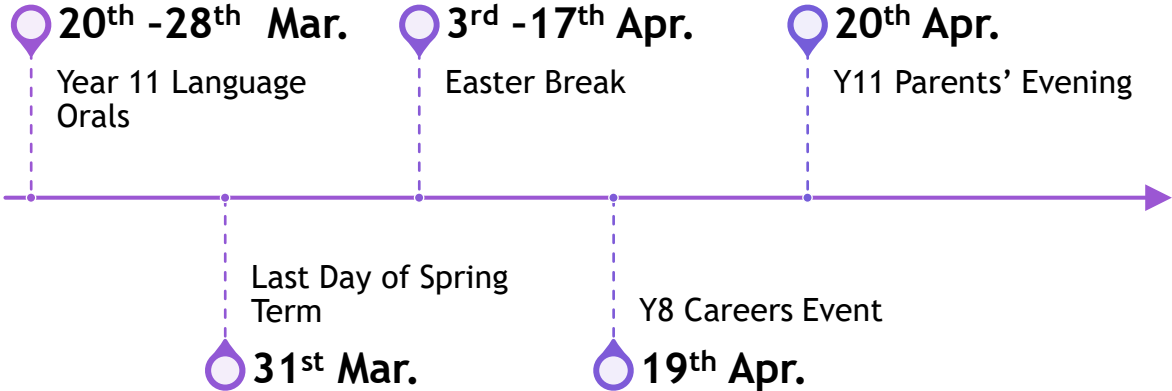 20th –28th Mar.
Year 11 Language
Orals
3rd –17th Apr.
Easter Break
20th Apr.
Y11 Parents’ Evening
Last Day of Spring
Term
31st Mar.
Y8 Careers Event
19th Apr.